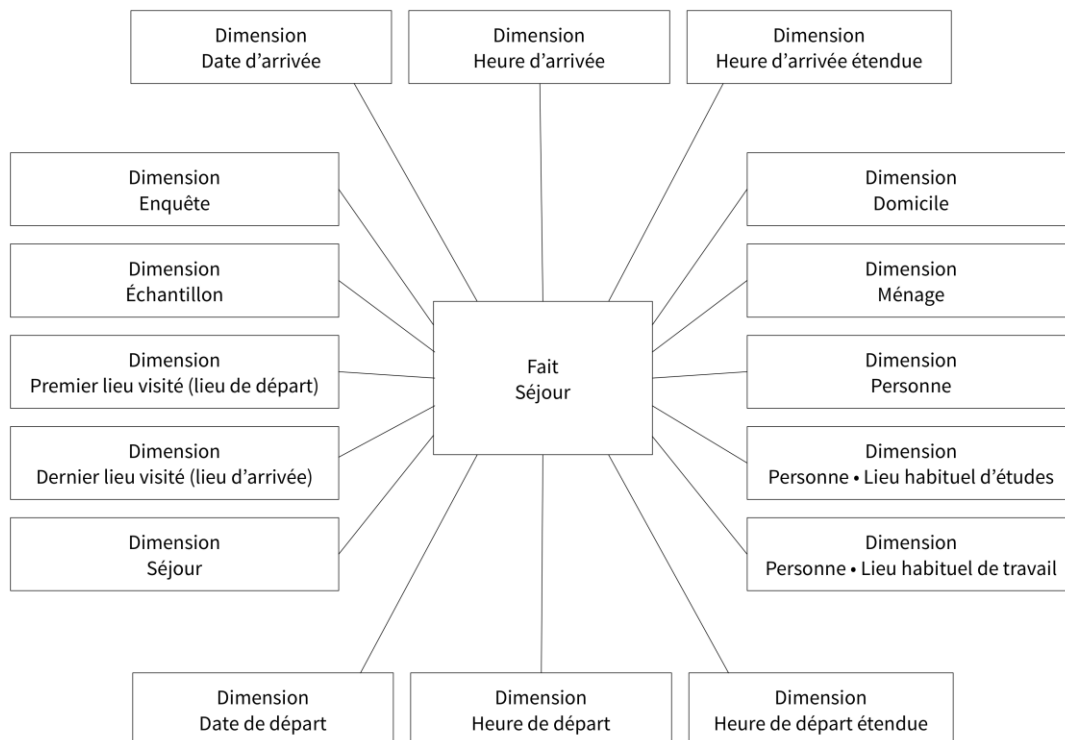 Dimension
Date d’arrivée
Dimension
Heure d’arrivée
Dimension
Heure d’arrivée étendue
Dimension
Enquête
Dimension
Échantillon
Dimension
Premier lieu visité (lieu de départ)
Dimension
Dernier lieu visité (lieu d’arrivée)
Dimension
Séjour
Fait
Séjour
Dimension
Domicile
Dimension
Ménage
Dimension
Personne
Dimension
Personne • Lieu habituel d’études
Dimension
Personne • Lieu habituel de travail
Dimension
Date de départ
Dimension
Heure de départ
Dimension
Heure de départ étendue